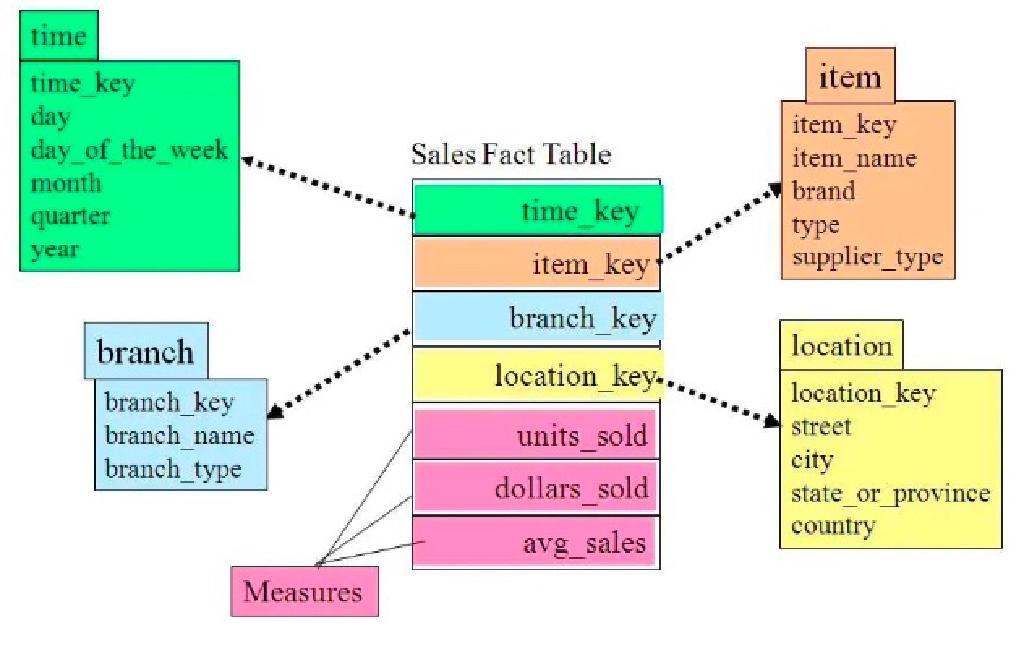 time
time_key
day
day_of_the_week
month
quarter
year
item
item_key
item_name
brand
type
supplier_type
Sales Fact Table
time_key
item_key
branch_key
location_key
units_sold
dollars_sold
avg_sales
branch
branch_key
branch_name
branch_type
location
location_key
street
city
state_or_province
country
Measures